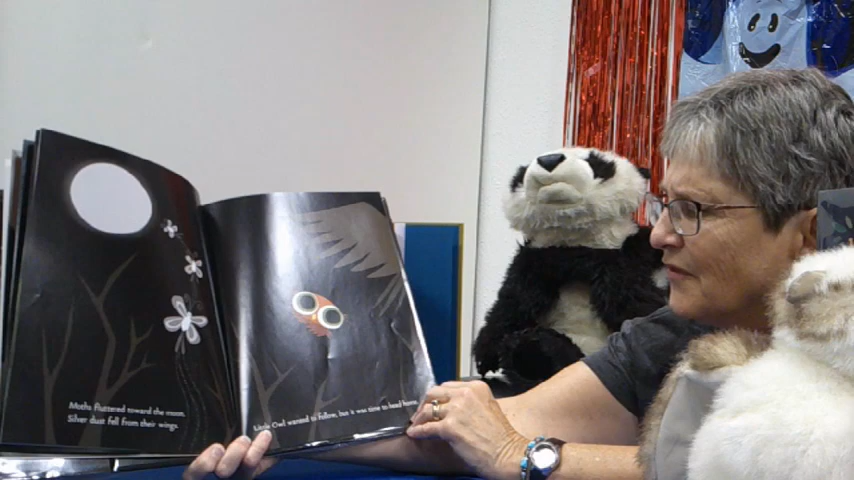 Moths fluttered toward the moon.
Silver dust fell from their wings.
Little Owl wanted to follow, but it was time to head home.